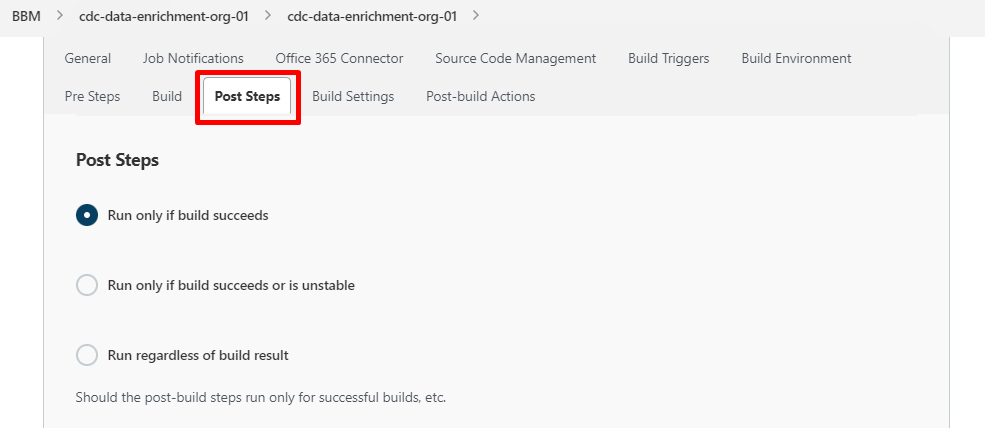 BBM > cdc-data-enrichment-org-01 > cdc-data-enrichment-org-01 >
General Job Notifications Office 365 Connector Source Code Management Build Triggers Build Environment
Pre Steps Build Post Steps Build Settings Post-build Actions
Post Steps
Run only if build succeeds
Run only if build succeeds or is unstable
Run regardless of build result
Should the post-build steps run only for successful builds, etc.